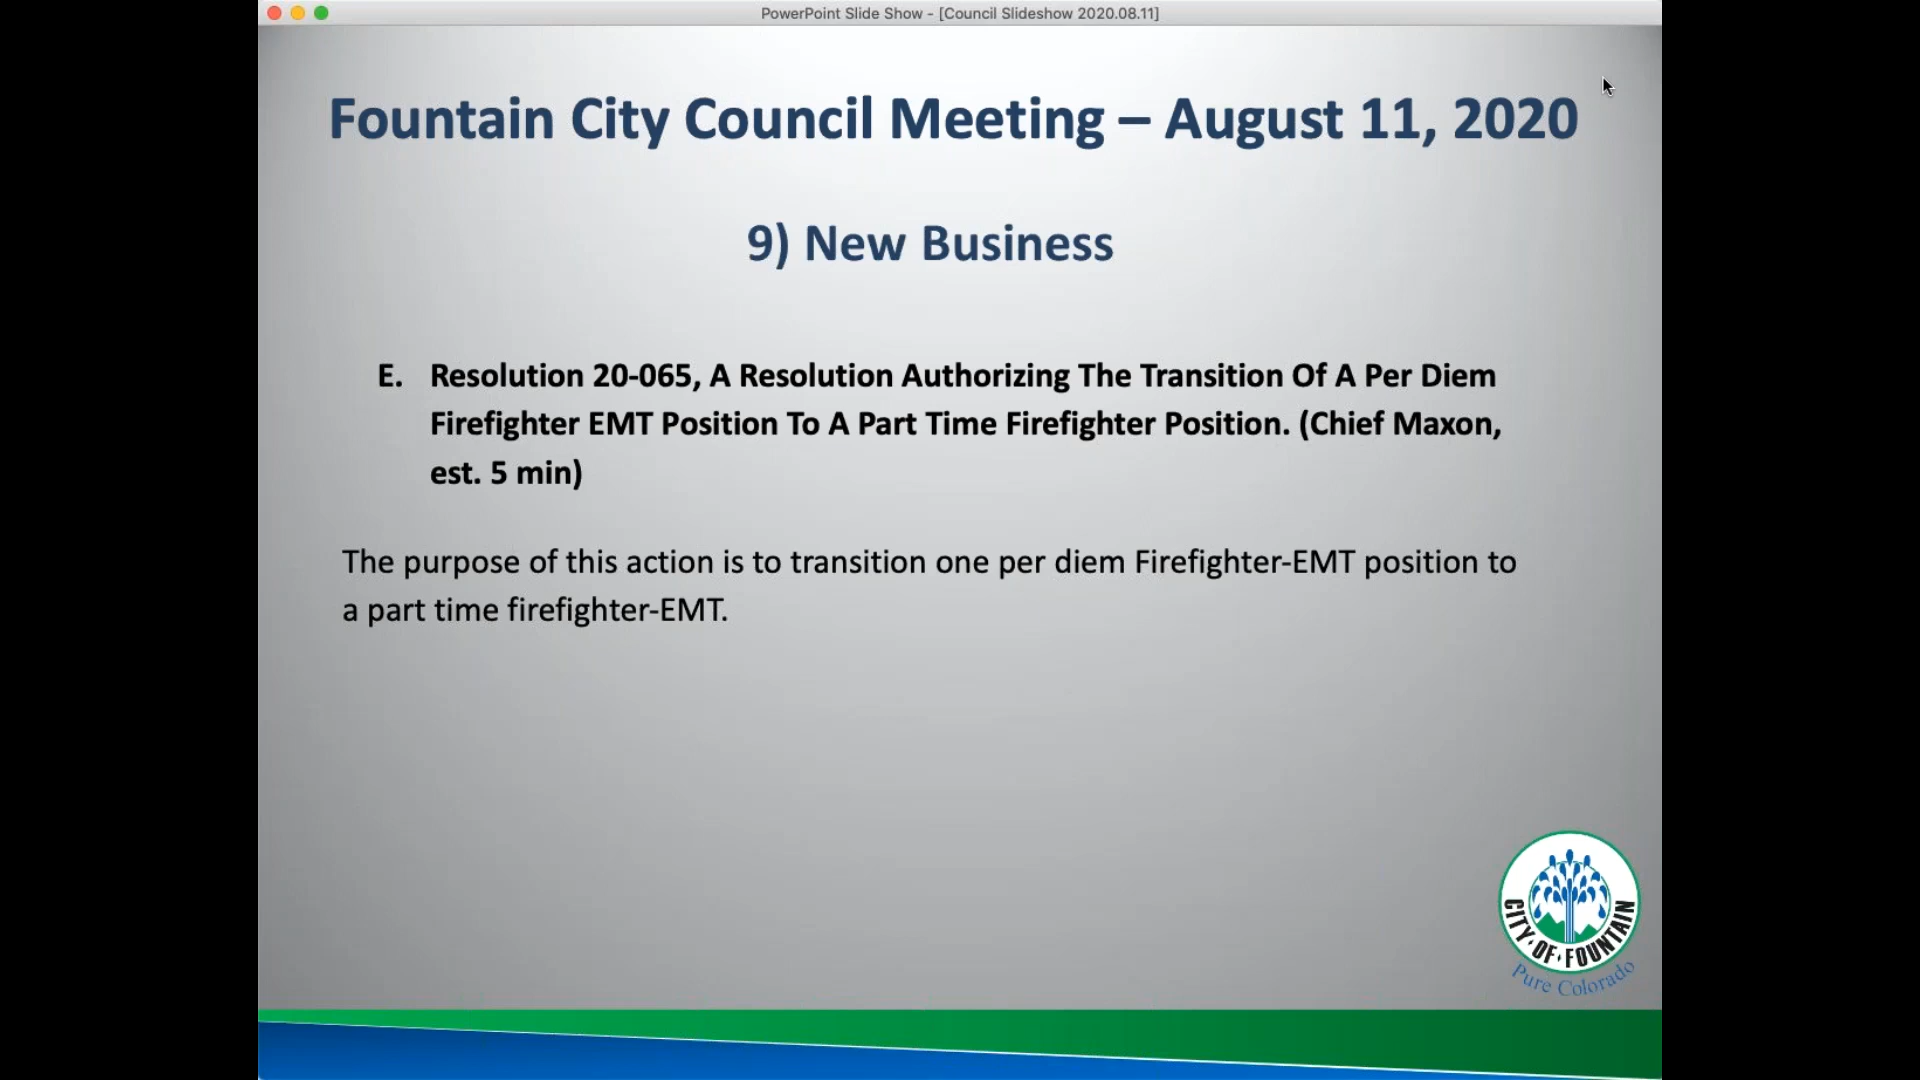 PowerPoint Slide Show - [Council Slideshow 2020.08.11]
Fountain City Council Meeting – August 11, 2020
9) New Business
E. Resolution 20-065, A Resolution Authorizing The Transition Of A Per Diem
Firefighter EMT Position To A Part Time Firefighter Position. (Chief Maxon,
est. 5 min)
The purpose of this action is to transition one per diem Firefighter-EMT position to
a part time firefighter-EMT.
CITY·OF·FOUNTAIN
Pure Colorado